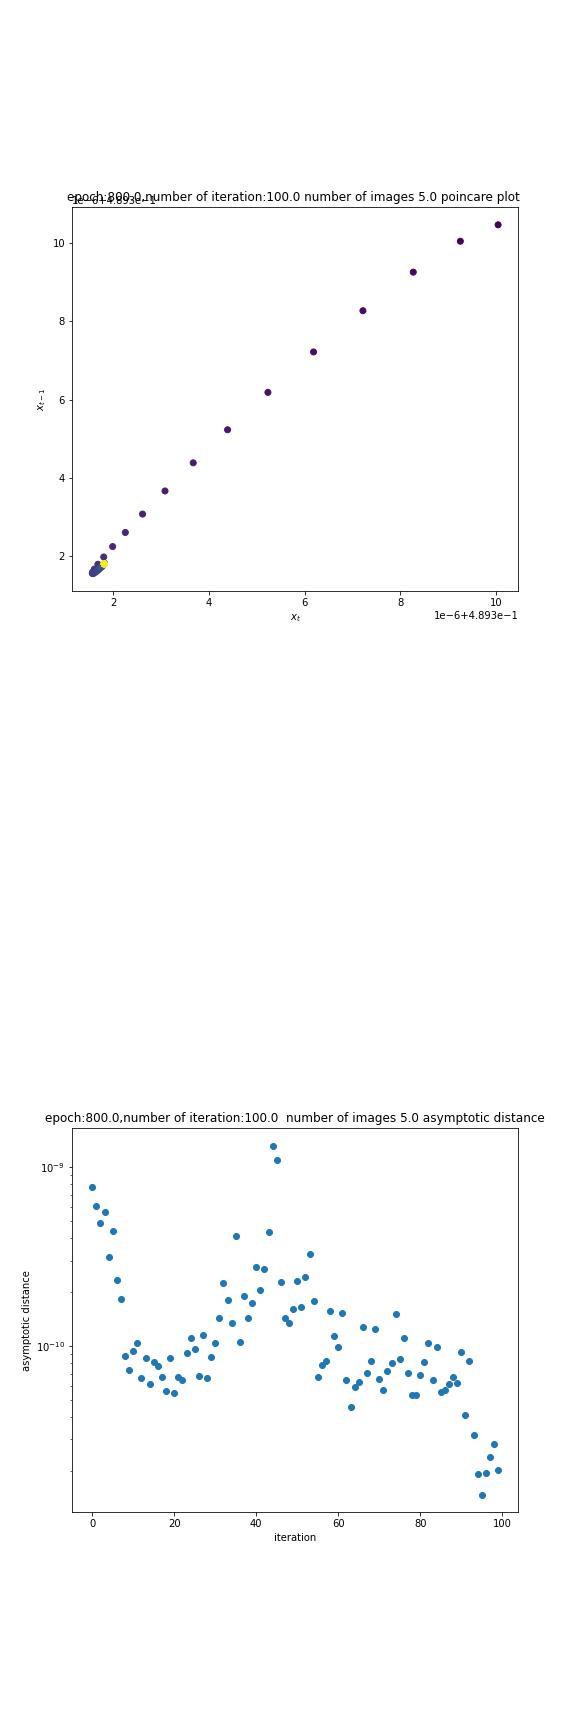 epoch:800.0,number of iteration:100.0 number of images 5.0 poincare plot
1e−6+4.893e−1
10
8
6
4
2
x_{t−1}
2 4 6 8 10
x_t
1e−6+4.893e−1
epoch:800.0,number of iteration:100.0  number of images 5.0 asymptotic distance
10^{−9}
10^{−10}
asymptotic distance
0 20 40 60 80 100
iteration